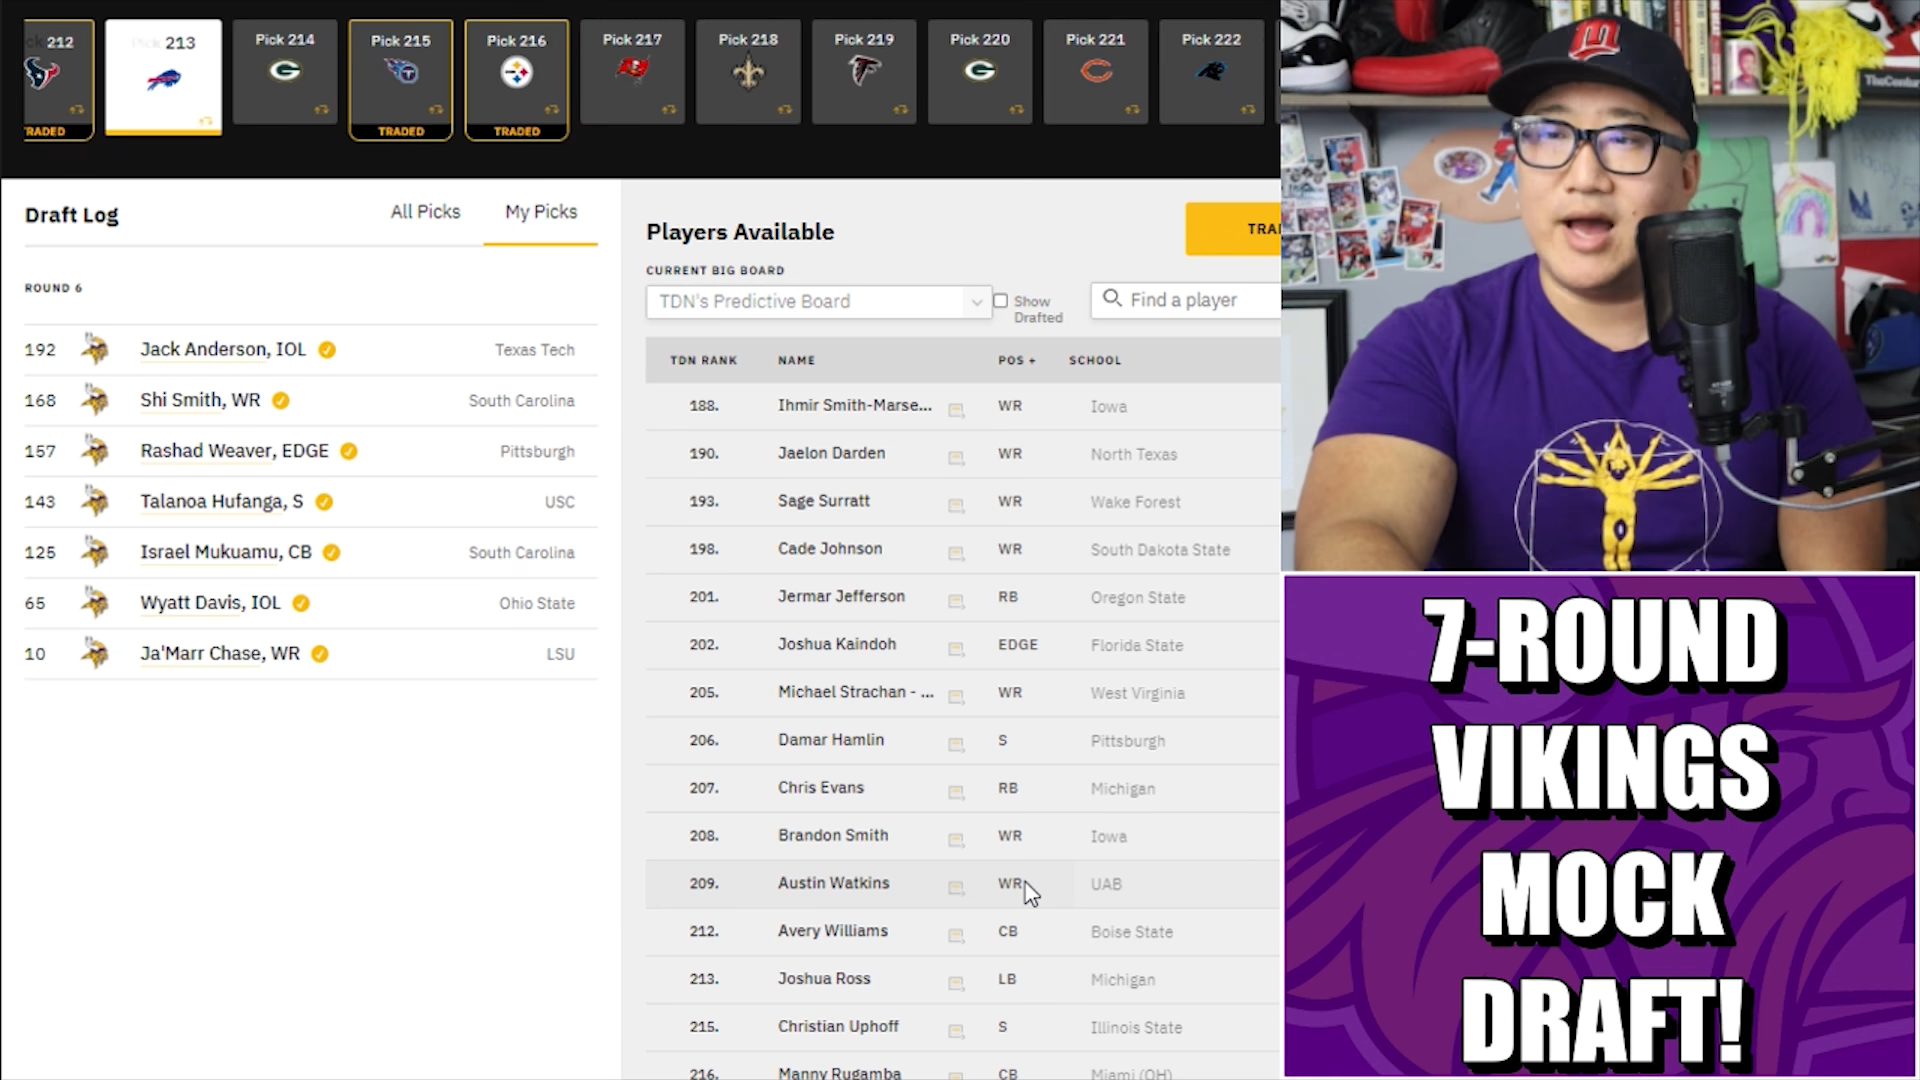 ck 212
Pick 213
Pick 214
Pick 215
Pick 216
Pick 217
Pick 218
Pick 219
Pick 220
Pick 221
Pick 222
TRADED
TRADED
TRADED
Draft Log
All Picks
My Picks
ROUND 6
192 Jack Anderson, IOL Texas Tech
168 Shi Smith, WR South Carolina
157 Rashad Weaver, EDGE Pittsburgh
143 Talanoa Hufanga, S USC
125 Israel Mukuamu, CB South Carolina
65 Wyatt Davis, IOL Ohio State
10 Ja'Marr Chase, WR LSU
Players Available
TRA
CURRENT BIG BOARD
TDN's Predictive Board
Show
Drafted
Find a player
TDN RANK NAME POS + SCHOOL
188. Ihmir Smith-Marse... WR Iowa
190. Jaelon Darden WR North Texas
193. Sage Surratt WR Wake Forest
198. Cade Johnson WR South Dakota State
201. Jermar Jefferson RB Oregon State
202. Joshua Kaindoh EDGE Florida State
205. Michael Strachan - ... WR West Virginia
206. Damar Hamlin S Pittsburgh
207. Chris Evans RB Michigan
208. Brandon Smith WR Iowa
209. Austin Watkins WR UAB
212. Avery Williams CB Boise State
213. Joshua Ross LB Michigan
215. Christian Uphoff S Illinois State
216. Manny Rugamba CB Miami (OH)
TheCentur
7-ROUND
VIKINGS
MOCK
DRAFT!